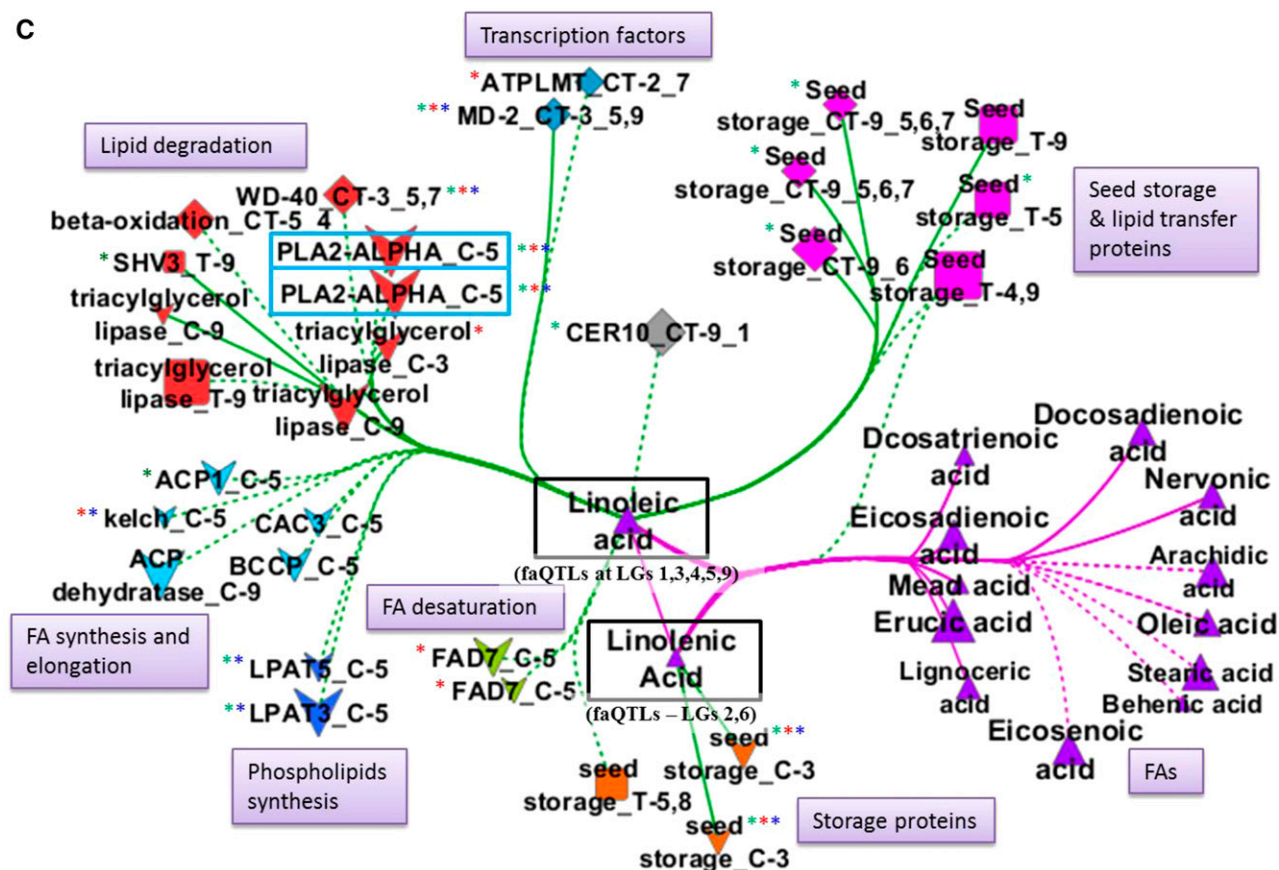 C
Transcription factors
*ATPLMT_CT-2_7
***MD-2_CT-3_5,9
Lipid degradation
WD-40_CT-3_5,7***
beta-oxidation_CT-5_4
PLA2-ALPHA_C-5***
*SHV3_T-9
PLA2-ALPHA_C-5***
triacylglycerol
lipase_C-9
triacylglycerol*
lipase_C-3
triacylglycerol
lipase_T-9
triacylglycerol
lipase_C-9
*Seed
storage_CT-9_5,6,7
Seed
storage_T-9
*Seed
storage_CT-9_5,6,7
Seed*
storage_T-5
*Seed
storage_CT-9_6
Seed
storage_T-4,9
Seed storage
& lipid transfer
proteins
*CER10_CT-9_1
*ACP1_C-5
**kelch_C-5
CAC3_C-5
ACP
dehydratase_C-9
BCCP_C-5
FA synthesis and
elongation
**LPAT5_C-5
**LPAT3_C-5
Phospholipids
synthesis
Linoleic
acid
(faQTLs at LGs 1,3,4,5,9)
FA desaturation
*FAD7_C-5
*FAD7_C-5
Linolenic
Acid
(faQTLs – LGs 2,6)
seed***
storage_C-3
seed
storage_T-5,8
seed***
storage_C-3
Storage proteins
Docosadienoic
acid
Dcosatrienoic
acid
Nervonic
acid
Eicosadienoic
acid
Arachidic
acid
Mead acid
Erucic acid
Oleic acid
Lignoceric
acid
Stearic acid
Behenic acid
Eicosenoic
acid
FAs